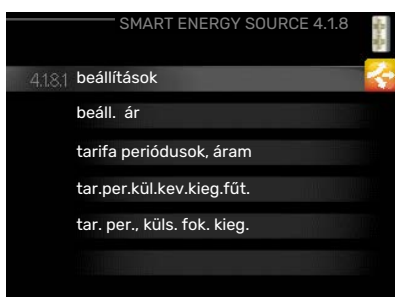 SMART ENERGY SOURCE 4.1.8
4.1.8.1 beállítások
beáll. ár
tarifa periódusok, áram
tar.per.kül.kev.kieg.fűt.
tar. per., küls. fok. kieg.